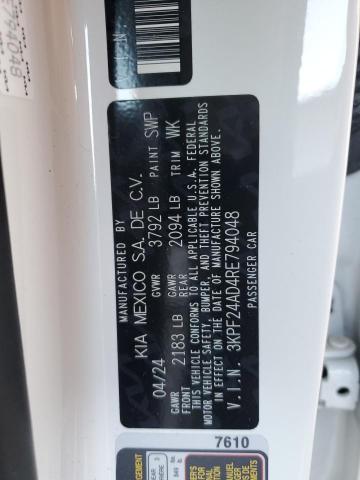 MANUFACTURED BY
KIA MEXICO S.A. DE C.V.
04/24 GVWR 3792 LB PAINT SWP
GAWR FRONT 2183 LB GAWR REAR 2094 LB TRIM WK
THIS VEHICLE CONFORMS TO ALL APPLICABLE U.S.A. FEDERAL
MOTOR VEHICLE SAFETY, BUMPER, AND THEFT PREVENTION STANDARDS
IN EFFECT ON THE DATE OF MANUFACTURE SHOWN ABOVE.
V.I.N. 3KPF24AD4RE794048
PASSENGER CAR
7610